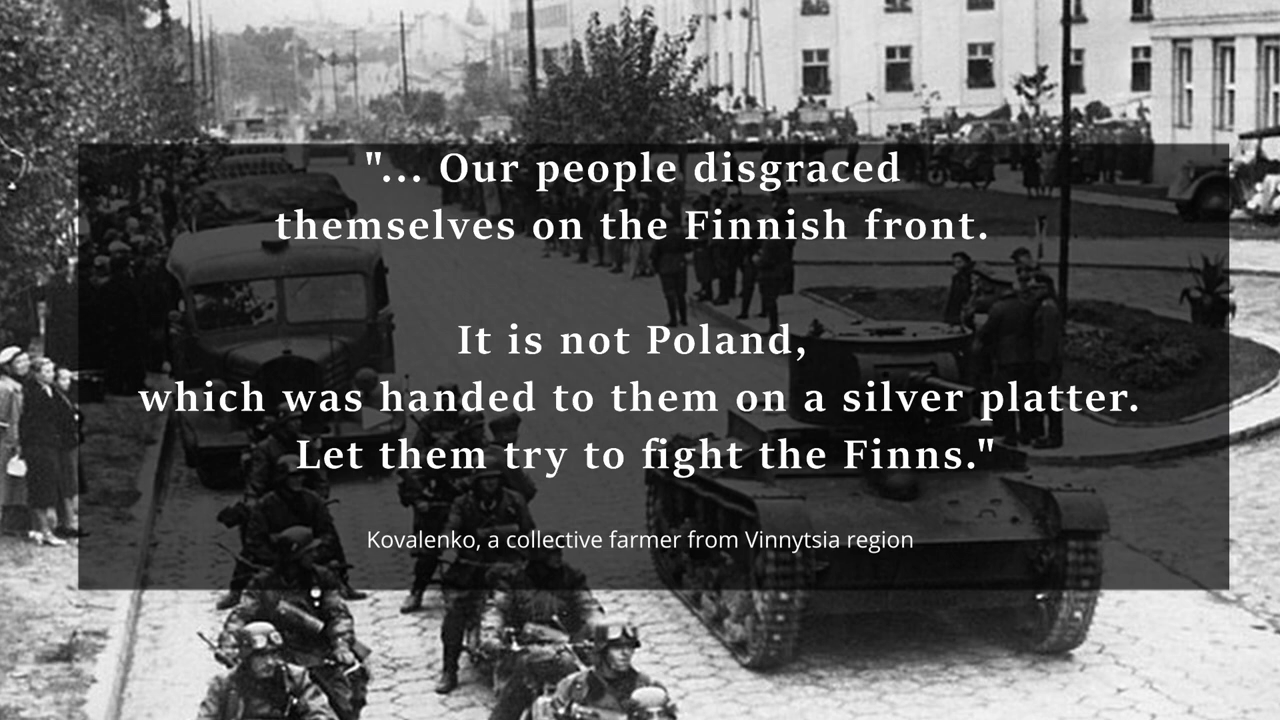 "... Our people disgraced
themselves on the Finnish front.
It is not Poland,
which was handed to them on a silver platter.
Let them try to fight the Finns."
Kovalenko, a collective farmer from Vinnytsia region